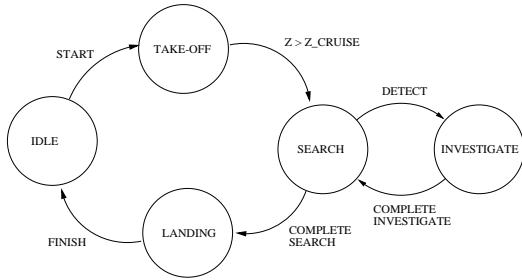 START
TAKE-OFF
Z > Z_CRUISE
DETECT
IDLE
SEARCH
INVESTIGATE
FINISH
LANDING
COMPLETE
SEARCH
COMPLETE
INVESTIGATE